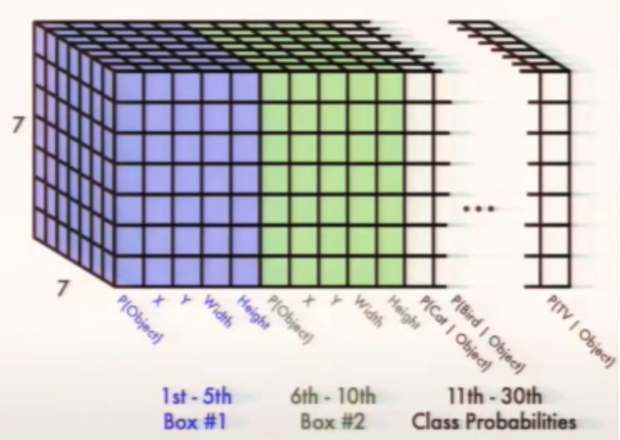 7
7
P(Object)
X
Y
Width
Height
P(Object)
X
Y
Width
Height
P(Cat | Object)
P(Bird | Object)
...
P(TV | Object)
1st - 5th
Box #1
6th - 10th
Box #2
11th - 30th
Class Probabilities